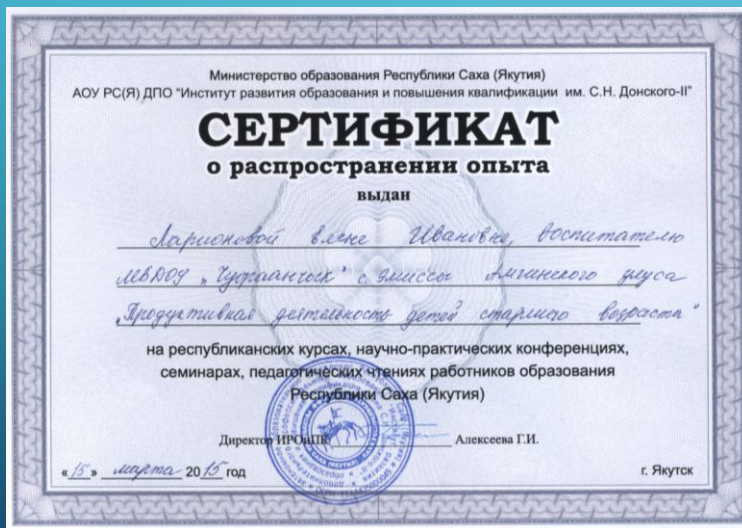 Министерство образования Республики Саха (Якутия)
АОУ РС(Я) ДПО "Институт развития образования и повышения квалификации им. С.Н. Донского-II"
СЕРТИФИКАТ
о распространении опыта
выдан
Ларионовой Елене Ивановне, воспитателю
МБДОУ „Чуораанчык" с. Эмиссы Амгинского улуса
„Продуктивная деятельность детей старшего возраста"
на республиканских курсах, научно-практических конференциях,
семинарах, педагогических чтениях работников образования
Республики Саха (Якутия)
Директор ИРОиПК Алексеева Г.И.
« 15 » марта 20 15 год г. Якутск